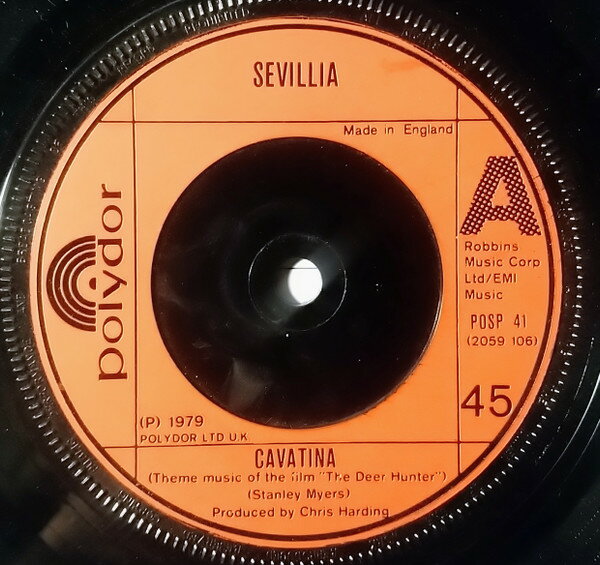 SEVILLIA
Made in England
polydor
A
Robbins
Music Corp
Ltd/EMI
Music
POSP 41
(2059 106)
45
(P) 1979
POLYDOR LTD U.K.
CAVATINA
(Theme music of the film "The Deer Hunter")
(Stanley Myers)
Produced by Chris Harding